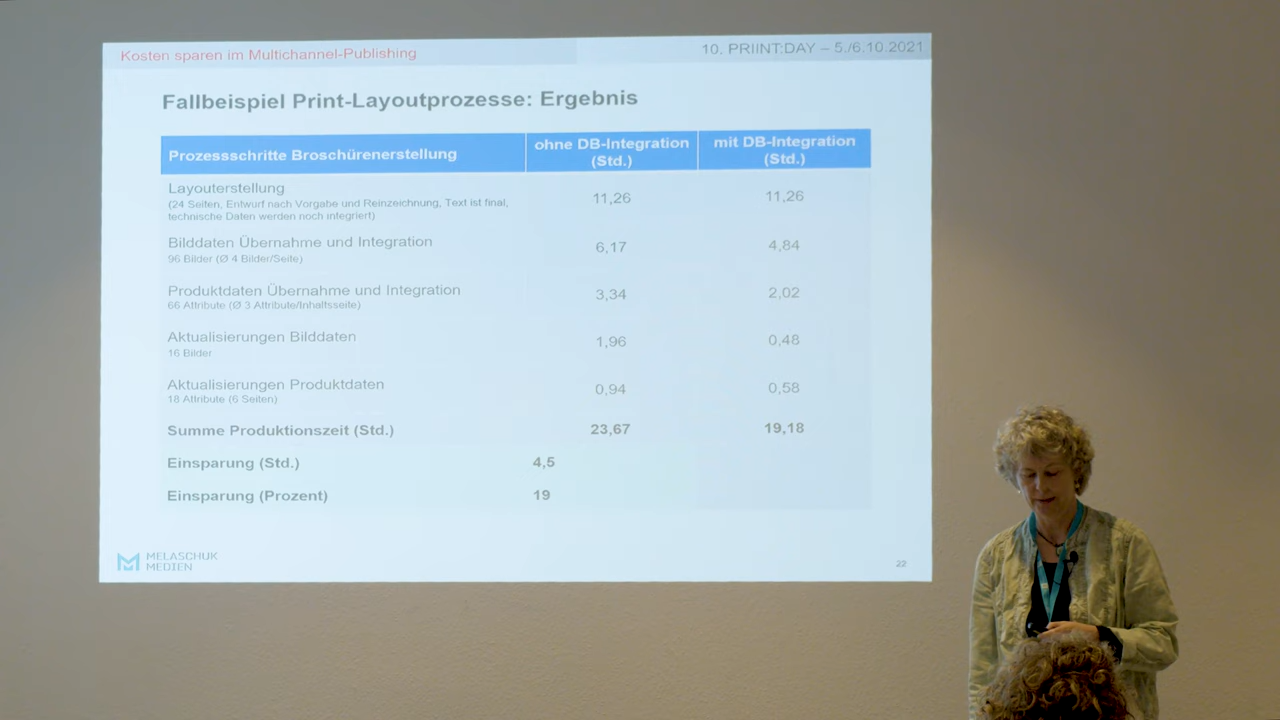 Kosten sparen im Multichannel-Publishing
10. PRIINT:DAY – 5./6.10.2021
Fallbeispiel Print-Layoutprozesse: Ergebnis
Prozessschritte Broschürenerstellung
ohne DB-Integration (Std.)
mit DB-Integration (Std.)
Layouterstellung
(24 Seiten, Entwurf nach Vorgabe und Reinzeichnung, Text ist final,
technische Daten werden noch integriert)
11,26
11,26
Bilddaten Übernahme und Integration
96 Bilder (Ø 4 Bilder/Seite)
6,17
4,84
Produktdaten Übernahme und Integration
66 Attribute (Ø 3 Attribute/Inhaltsseite)
3,34
2,02
Aktualisierungen Bilddaten
16 Bilder
1,96
0,48
Aktualisierungen Produktdaten
18 Attribute (6 Seiten)
0,94
0,58
Summe Produktionszeit (Std.)
23,67
19,18
Einsparung (Std.)
4,5
Einsparung (Prozent)
19
MELASCHUK
MEDIEN
22